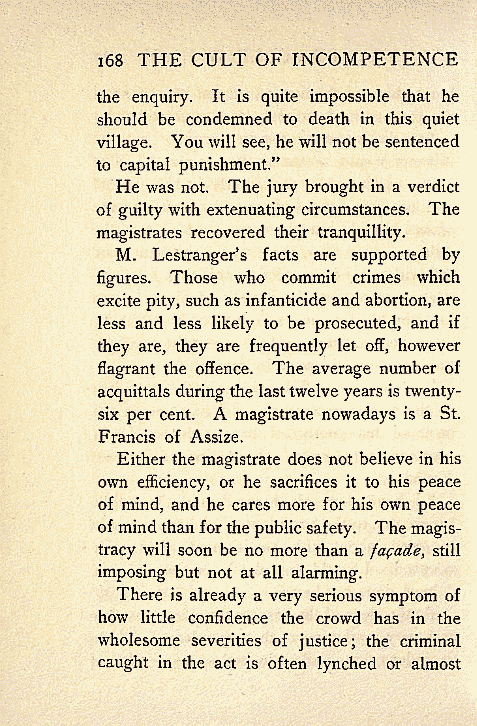 168 THE CULT OF INCOMPETENCE
the enquiry. It is quite impossible that he
should be condemned to death in this quiet
village. You will see, he will not be sentenced
to capital punishment.”
He was not. The jury brought in a verdict
of guilty with extenuating circumstances. The
magistrates recovered their tranquillity.
M. Lestranger’s facts are supported by
figures. Those who commit crimes which
excite pity, such as infanticide and abortion, are
less and less likely to be prosecuted, and if
they are, they are frequently let off, however
flagrant the offence. The average number of
acquittals during the last twelve years is twenty-
six per cent. A magistrate nowadays is a St.
Francis of Assize.
Either the magistrate does not believe in his
own efficiency, or he sacrifices it to his peace
of mind, and he cares more for his own peace
of mind than for the public safety. The magis-
tracy will soon be no more than a façade, still
imposing but not at all alarming.
There is already a very serious symptom of
how little confidence the crowd has in the
wholesome severities of justice; the criminal
caught in the act is often lynched or almost